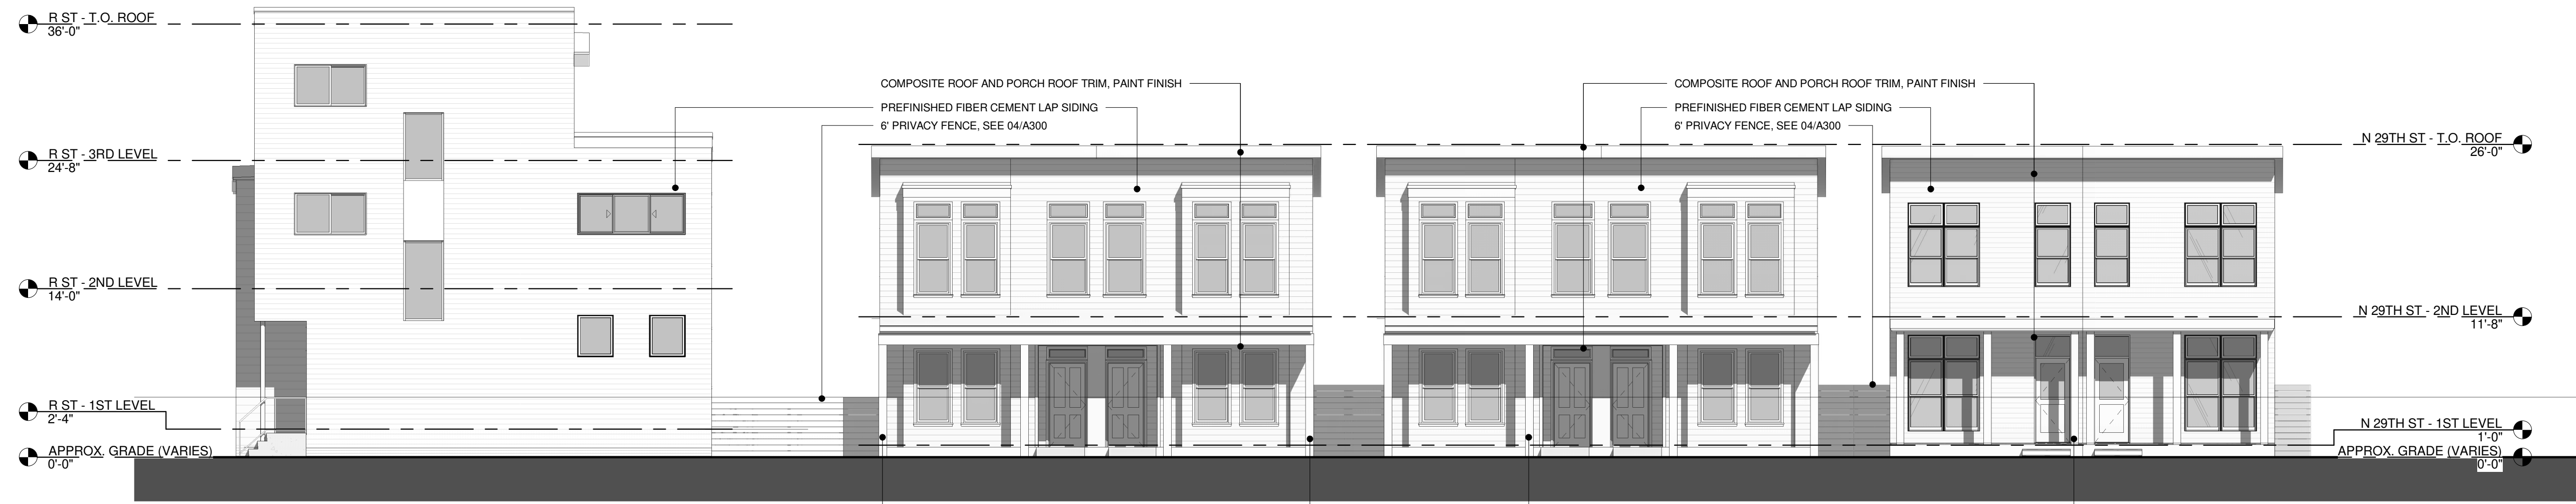 R ST - T.O. ROOF
36'-0"
COMPOSITE ROOF AND PORCH ROOF TRIM, PAINT FINISH
PREFINISHED FIBER CEMENT LAP SIDING
6' PRIVACY FENCE, SEE 04/A300
COMPOSITE ROOF AND PORCH ROOF TRIM, PAINT FINISH
PREFINISHED FIBER CEMENT LAP SIDING
6' PRIVACY FENCE, SEE 04/A300
N 29TH ST - T.O. ROOF
26'-0"
R ST - 3RD LEVEL
24'-8"
R ST - 2ND LEVEL
14'-0"
N 29TH ST - 2ND LEVEL
11'-8"
R ST - 1ST LEVEL
2'-4"
N 29TH ST - 1ST LEVEL
1'-0"
APPROX. GRADE (VARIES)
0'-0"
APPROX. GRADE (VARIES)
0'-0"